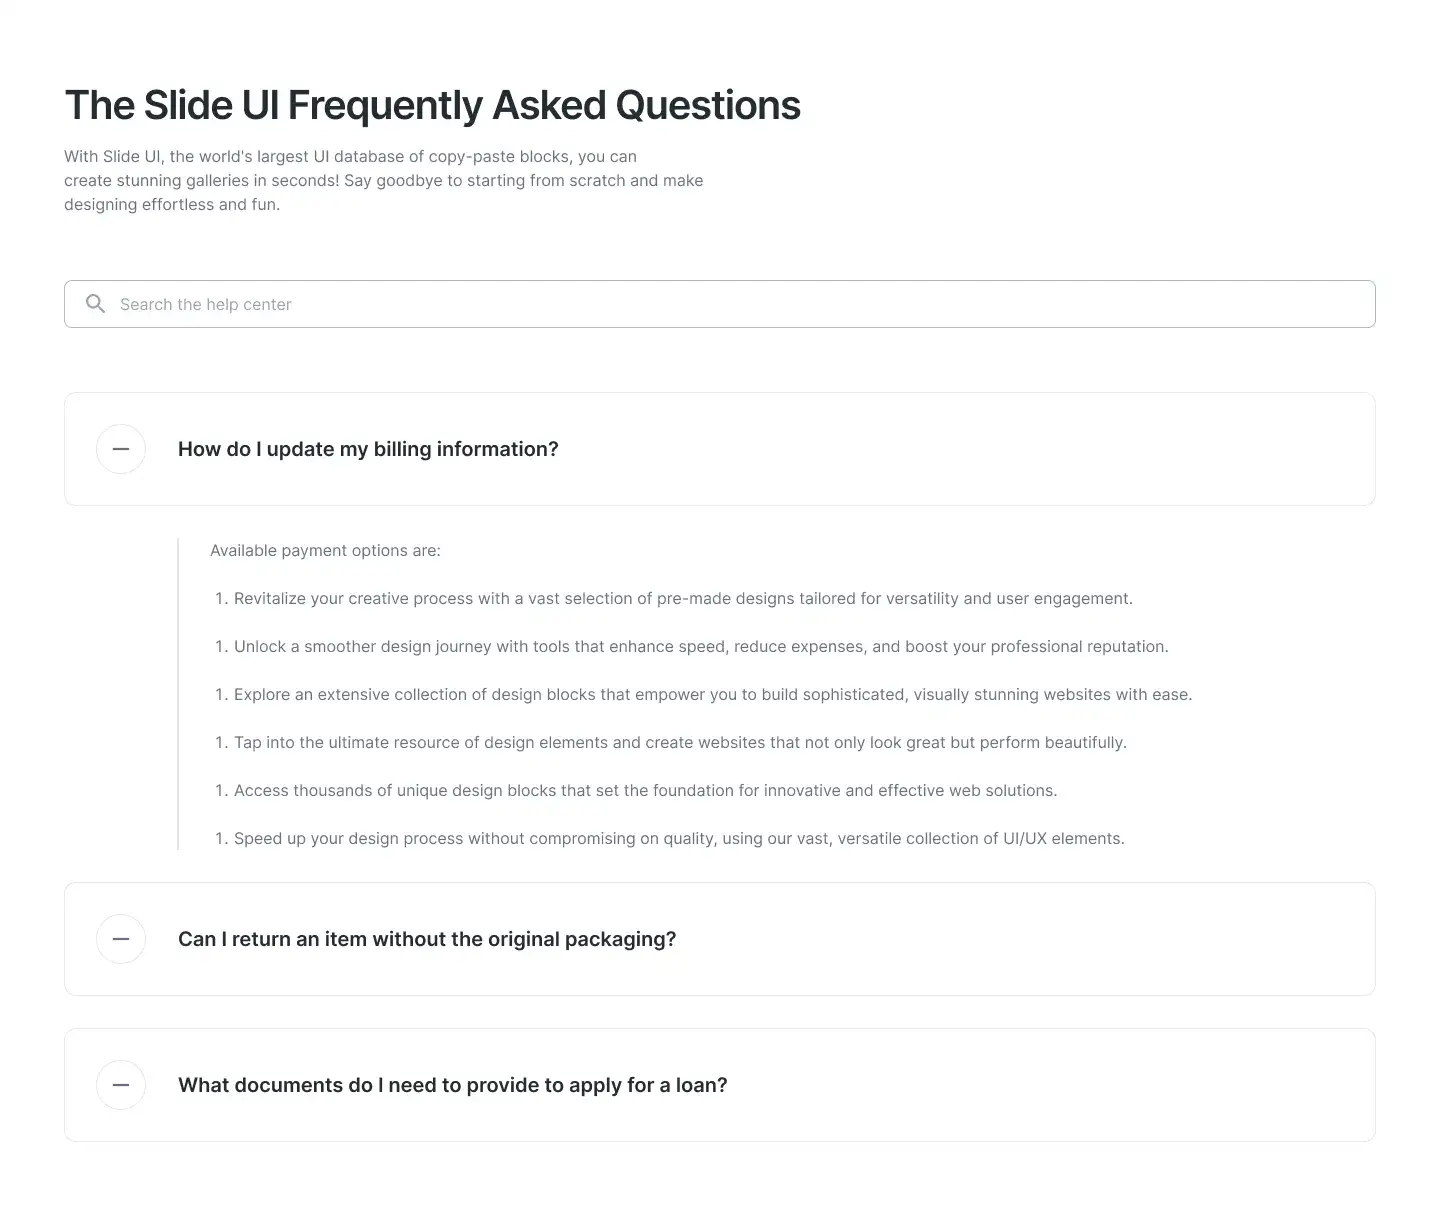 The Slide UI Frequently Asked Questions
With Slide UI, the world's largest UI database of copy-paste blocks, you can
create stunning galleries in seconds! Say goodbye to starting from scratch and make
designing effortless and fun.
Search the help center
How do I update my billing information?
Available payment options are:
1. Revitalize your creative process with a vast selection of pre-made designs tailored for versatility and user engagement.
1. Unlock a smoother design journey with tools that enhance speed, reduce expenses, and boost your professional reputation.
1. Explore an extensive collection of design blocks that empower you to build sophisticated, visually stunning websites with ease.
1. Tap into the ultimate resource of design elements and create websites that not only look great but perform beautifully.
1. Access thousands of unique design blocks that set the foundation for innovative and effective web solutions.
1. Speed up your design process without compromising on quality, using our vast, versatile collection of UI/UX elements.
Can I return an item without the original packaging?
What documents do I need to provide to apply for a loan?